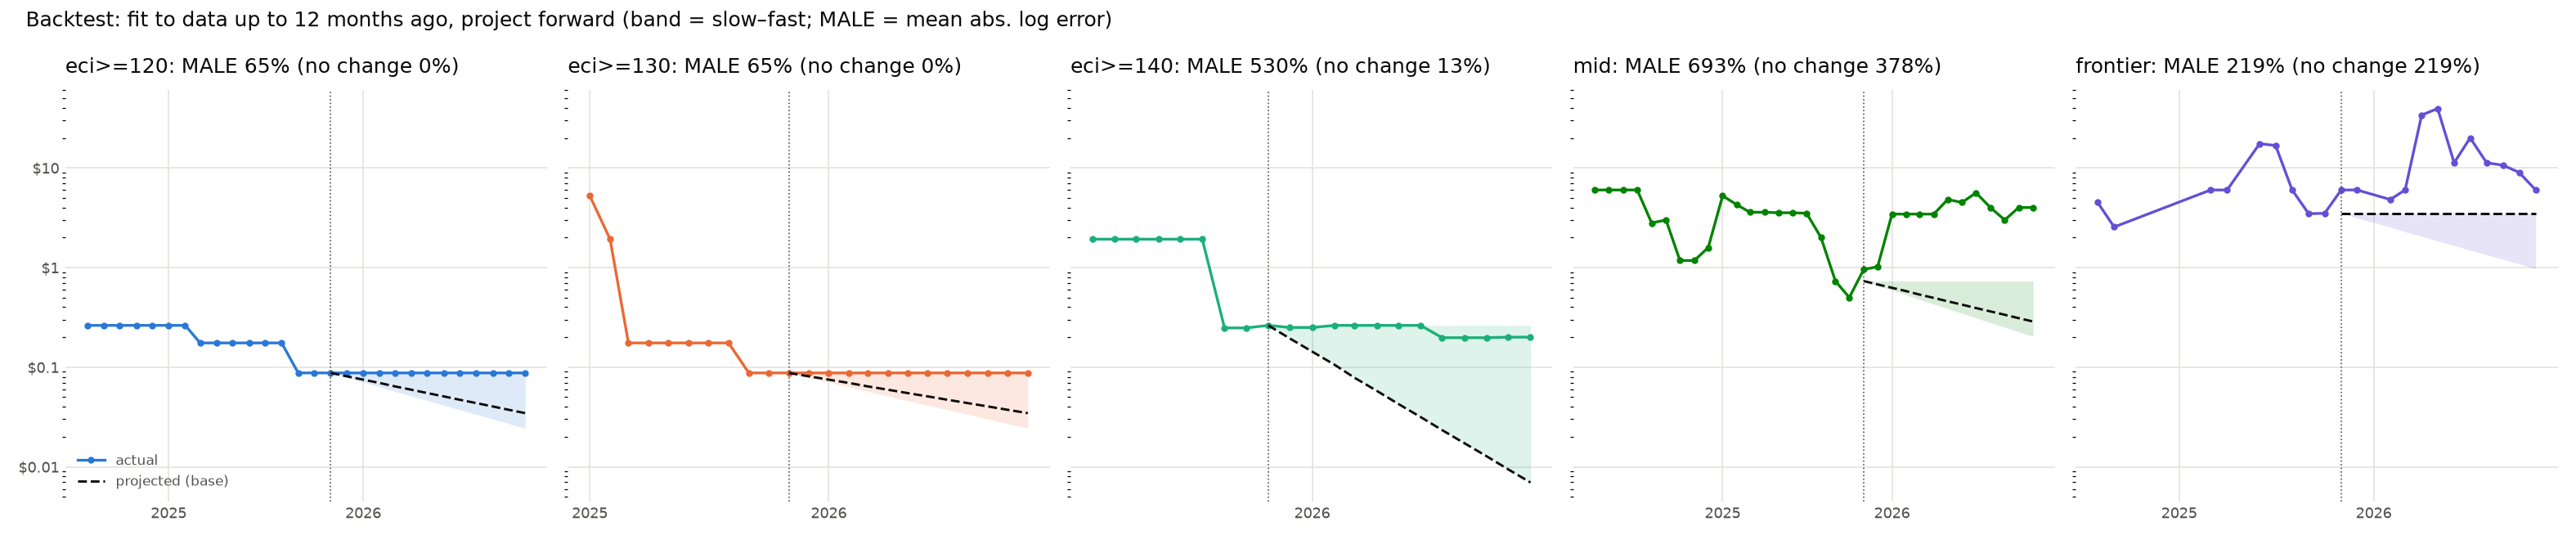 Backtest: fit to data up to 12 months ago, project forward (band = slow–fast; MALE = mean abs. log error)
eci>=120: MALE 65% (no change 0%)
eci>=130: MALE 65% (no change 0%)
eci>=140: MALE 530% (no change 13%)
mid: MALE 693% (no change 378%)
frontier: MALE 219% (no change 219%)
$10
$1
$0.1
$0.01
actual
projected (base)
2025
2026
2025
2026
2026
2025
2026
2025
2026